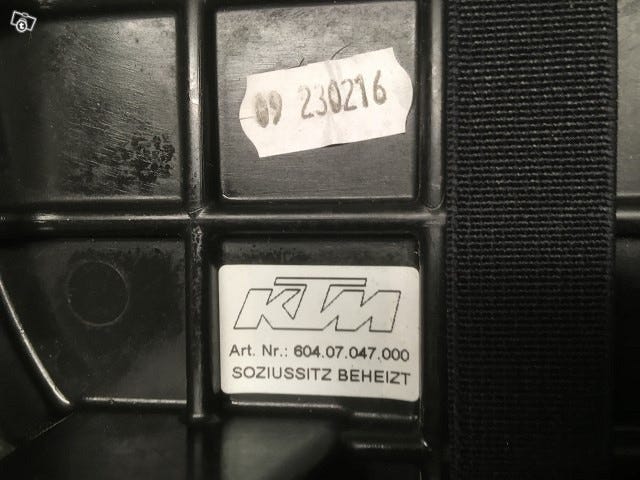 09 230216
KTM
Art. Nr.: 604.07.047.000
SOZIUSSITZ BEHEIZT